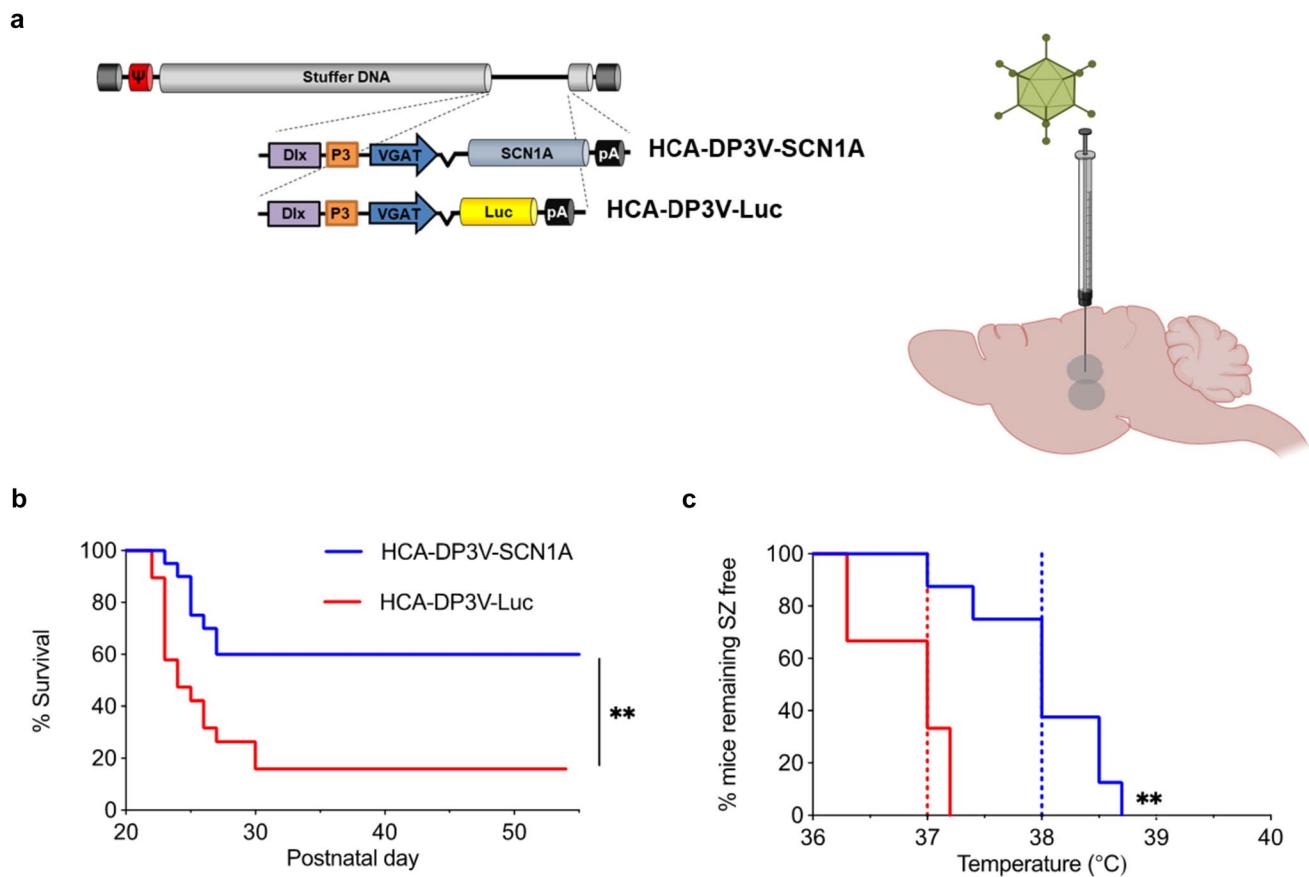 a
Ψ
Stuffer DNA
Dlx P3 VGAT SCN1A pA HCA-DP3V-SCN1A
Dlx P3 VGAT Luc pA HCA-DP3V-Luc
b
HCA-DP3V-SCN1A
HCA-DP3V-Luc
% Survival
100
80
60
40
20
0
**
20 30 40 50
Postnatal day
c
% mice remaining SZ free
100
80
60
40
20
0
**
36 37 38 39 40
Temperature (°C)